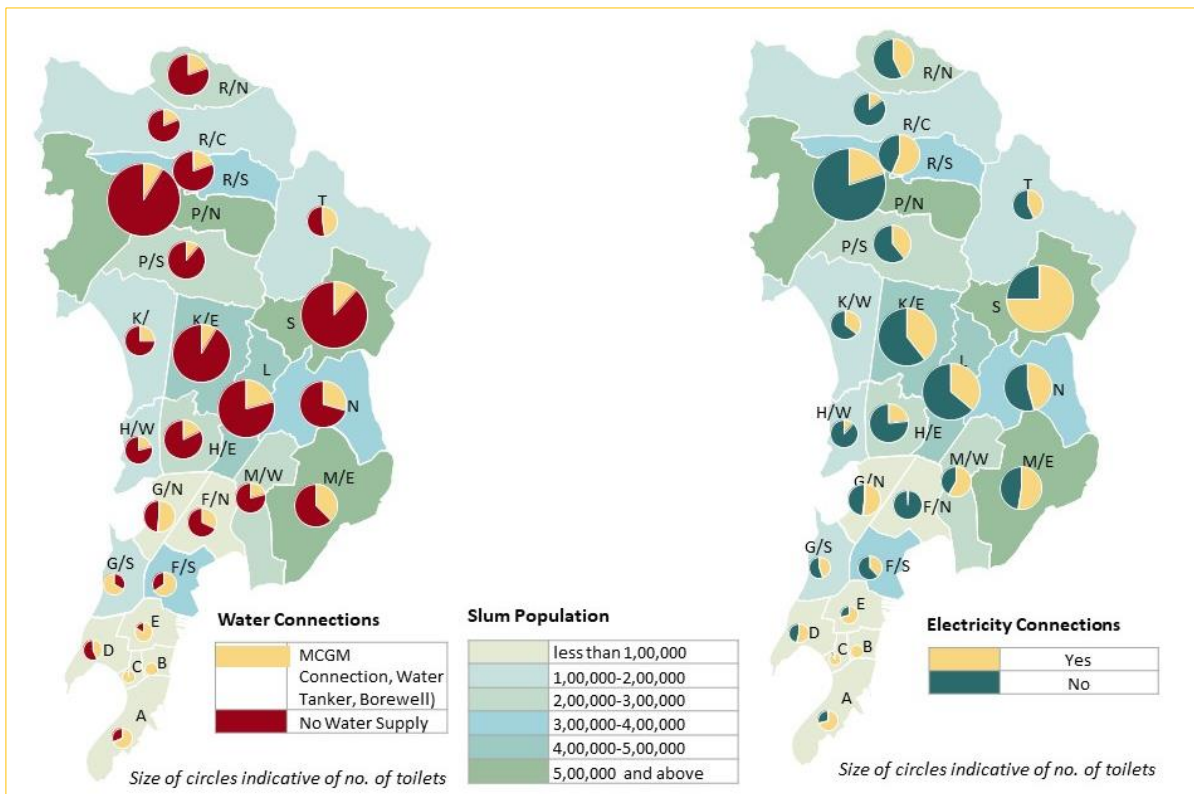 R/N
R/C
R/S
P/N
T
P/S
K/
K/E
S
L
N
H/W
H/E
M/W
M/E
G/N
F/N
G/S
F/S
E
D
C
B
A
Water Connections
MCGM
Connection, Water
Tanker, Borewell)
No Water Supply
Size of circles indicative of no. of toilets
Slum Population
less than 1,00,000
1,00,000-2,00,000
2,00,000-3,00,000
3,00,000-4,00,000
4,00,000-5,00,000
5,00,000 and above
R/N
R/C
R/S
P/N
T
P/S
K/W
K/E
S
L
N
H/W
H/E
M/W
M/E
G/N
F/N
G/S
F/S
E
D
C
B
A
Electricity Connections
Yes
No
Size of circles indicative of no. of toilets